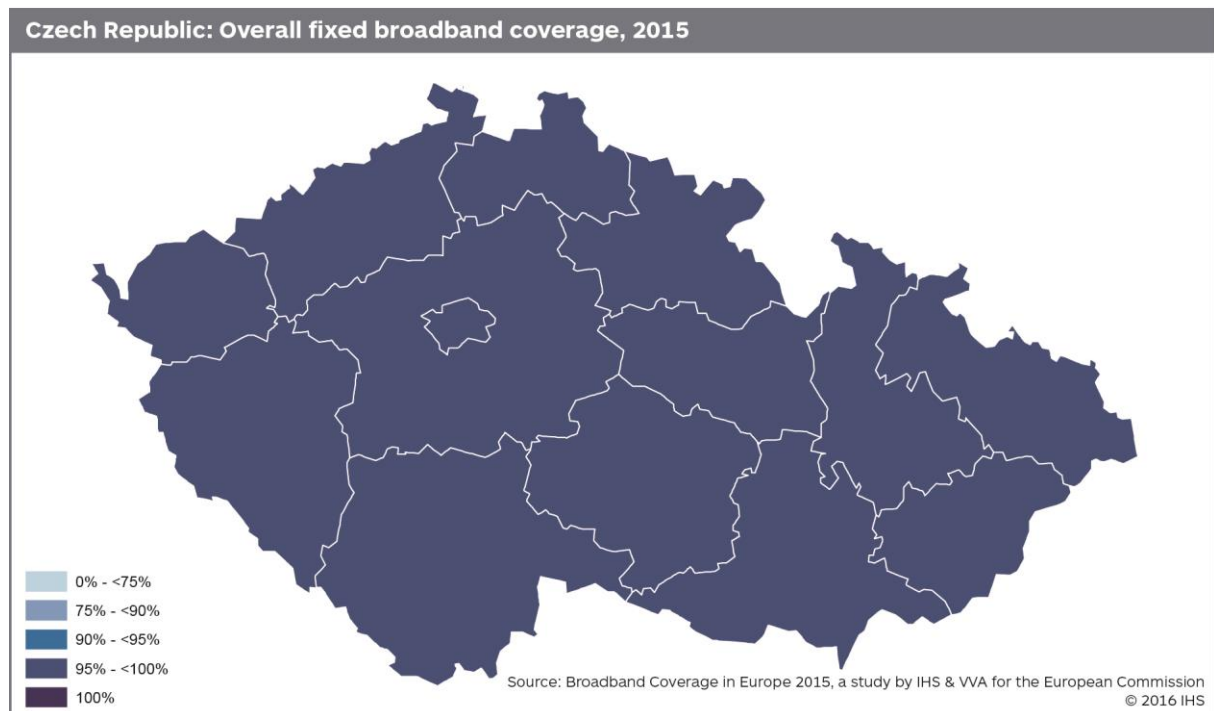 Czech Republic: Overall fixed broadband coverage, 2015
0% - <75%
75% - <90%
90% - <95%
95% - <100%
100%
Source: Broadband Coverage in Europe 2015, a study by IHS & VVA for the European Commission
© 2016 IHS